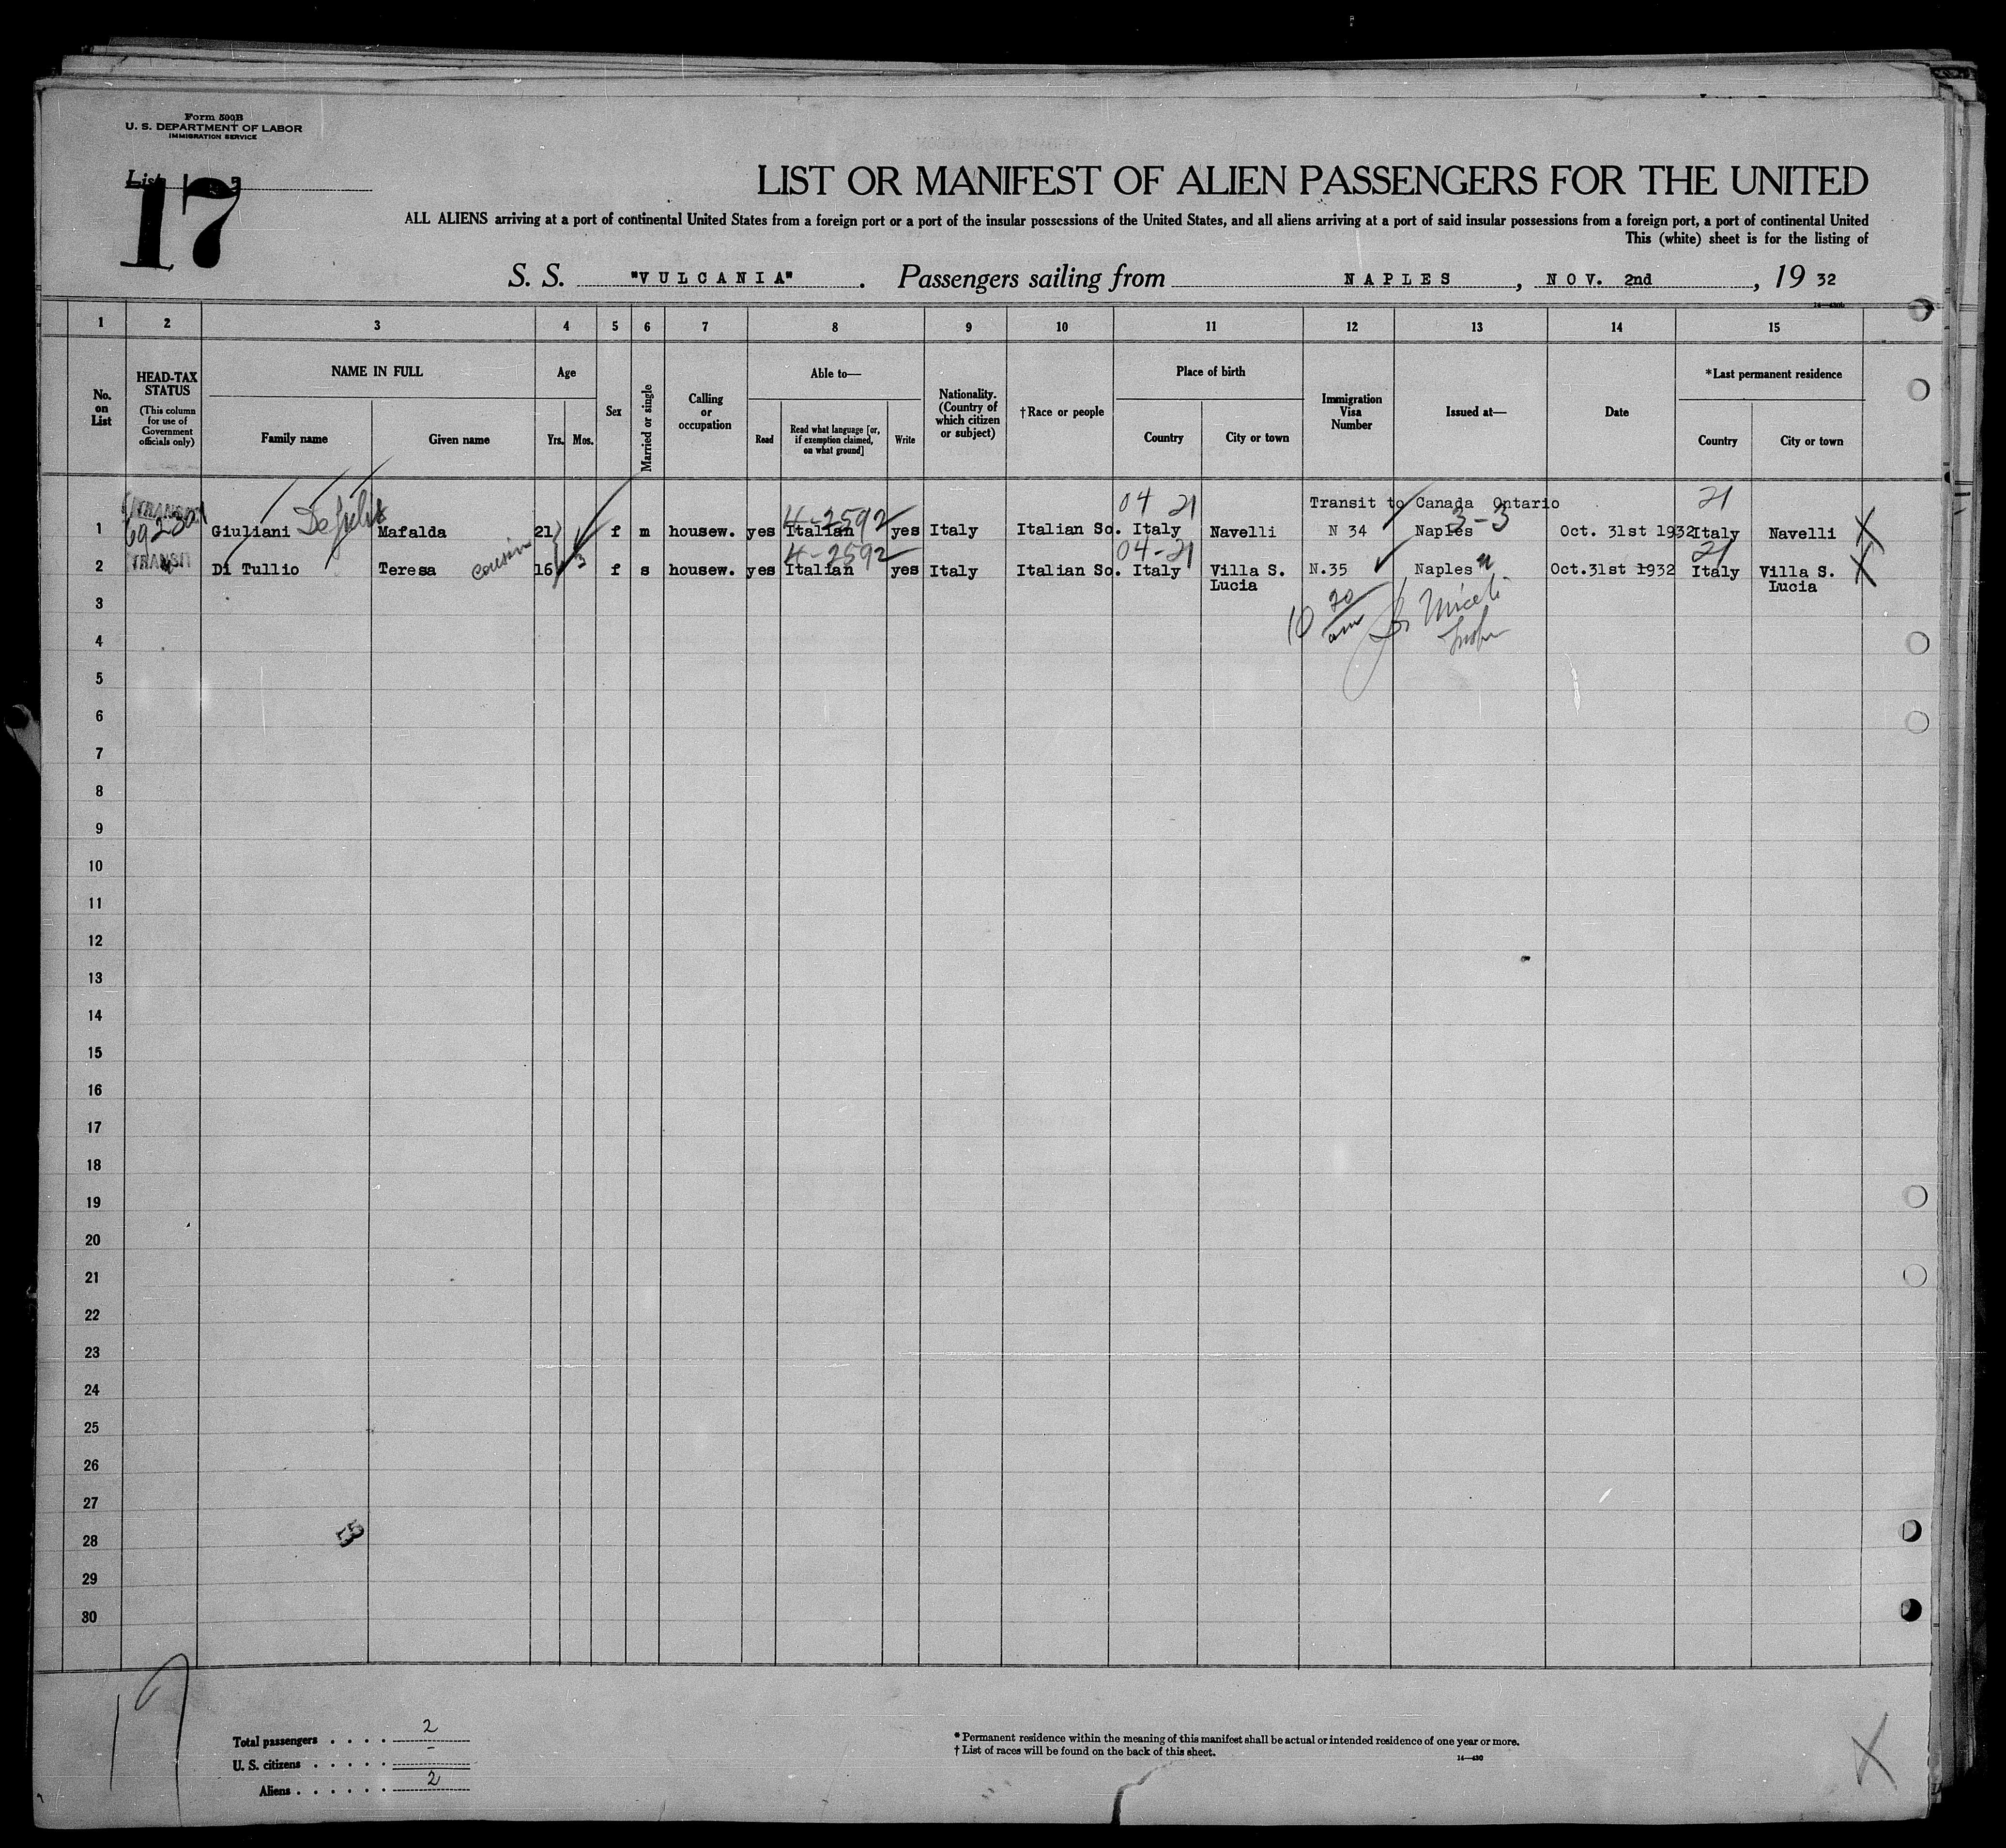 Form 500B
U. S. DEPARTMENT OF LABOR
IMMIGRATION SERVICE
List
17
LIST OR MANIFEST OF ALIEN PASSENGERS FOR THE UNITED
ALL ALIENS arriving at a port of continental United States from a foreign port or a port of the insular possessions of the United States, and all aliens arriving at a port of said insular possessions from a foreign port, a port of continental United
This (white) sheet is for the listing of
S. S. "VULCANIA". Passengers sailing from NAPLES, NOV. 2nd, 19 32
1 2 3 4 5 6 7 8 9 10 11 12 13 14 15
No. on List
HEAD-TAX STATUS
(This column for use of Government officials only)
NAME IN FULL
Family name Given name
Age
Yrs. Mos.
Sex
Married or single
Calling or occupation
Able to—
Read
Read what language [or, if exemption claimed, on what ground]
Write
Nationality. (Country of which citizen or subject)
†Race or people
Place of birth
Country City or town
Immigration Visa Number
Issued at—
Date
*Last permanent residence
Country City or town
TRANSIT 04 21 Transit to Canada Ontario 21
1 Giuliani Mafalda 21 f m housew. yes Italian 4-2592 yes Italy Italian So. Italy Navelli N 34 Naples 3-3 Oct. 31st 1932 Italy Navelli X
TRANSIT 4-2592 04-21 21
2 Di Tullio Teresa cousin 16 3 f s housew. yes Italian yes Italy Italian So. Italy Villa S. Lucia N.35 Naples Oct.31st 1932 Italy Villa S. Lucia X
3
10 20 am Miceli
4
5
6
7
8
9
10
11
12
13
14
15
16
17
18
19
20
21
22
23
24
25
26
27
28
29
30
17
Total passengers 2
U. S. citizens -
Aliens 2
* Permanent residence within the meaning of this manifest shall be actual or intended residence of one year or more.
† List of races will be found on the back of this sheet.
14—430
X